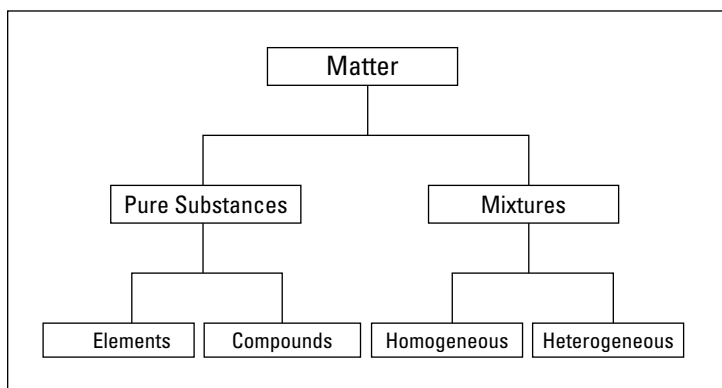 Matter
Pure Substances
Mixtures
Elements
Compounds
Homogeneous
Heterogeneous